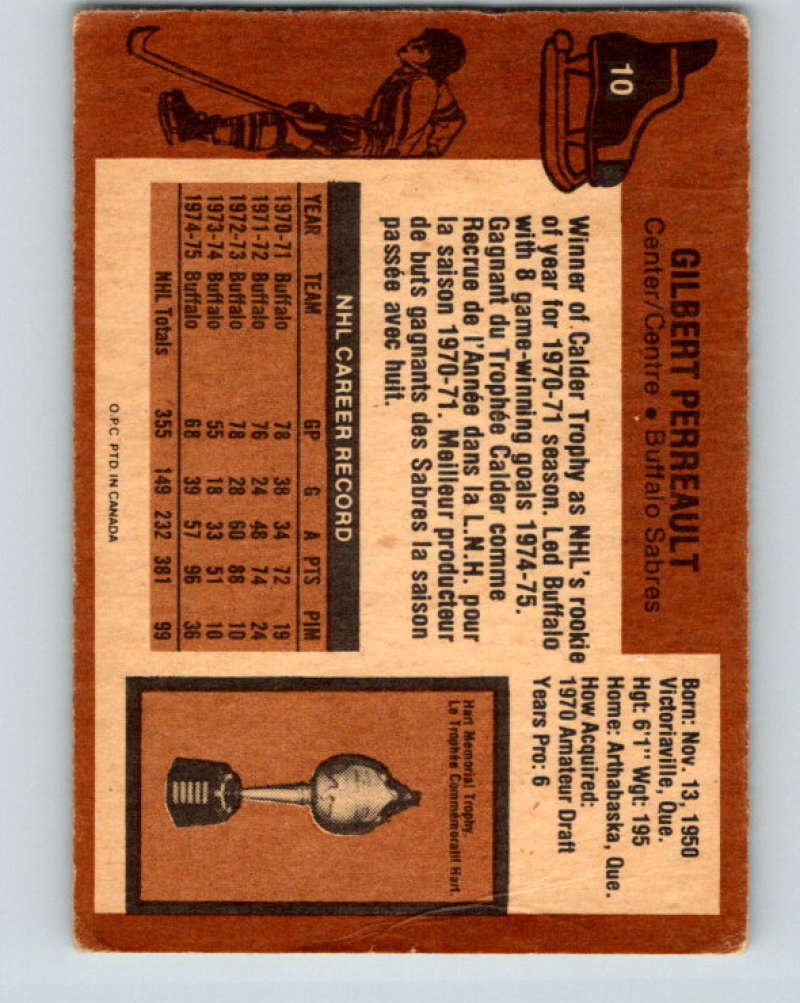 10
GILBERT PERREAULT
Center/Centre • Buffalo Sabres
Born: Nov. 13, 1950
Victoriaville, Que.
Hgt: 6'1" Wgt: 195
Home: Arthabaska, Que.
How Acquired:
1970 Amateur Draft
Years Pro: 6
Winner of Calder Trophy as NHL's rookie
of year for 1970-71 season. Led Buffalo
with 8 game-winning goals 1974-75.
Gagnant du Trophée Calder comme
Recrue de l'Année dans la L.N.H. pour
la saison 1970-71. Meilleur producteur
de buts gagnants des Sabres la saison
passée avec huit.
NHL CAREER RECORD
YEAR TEAM GP G A PTS PIM
1970-71 Buffalo 78 38 34 72 19
1971-72 Buffalo 76 24 48 74 24
1972-73 Buffalo 78 28 60 88 10
1973-74 Buffalo 55 18 33 51 10
1974-75 Buffalo 68 39 57 96 36
NHL Totals 355 149 232 381 99
Hart Memorial Trophy.
Le Trophée Commémoratif Hart.
O.P.C. PTD. IN CANADA